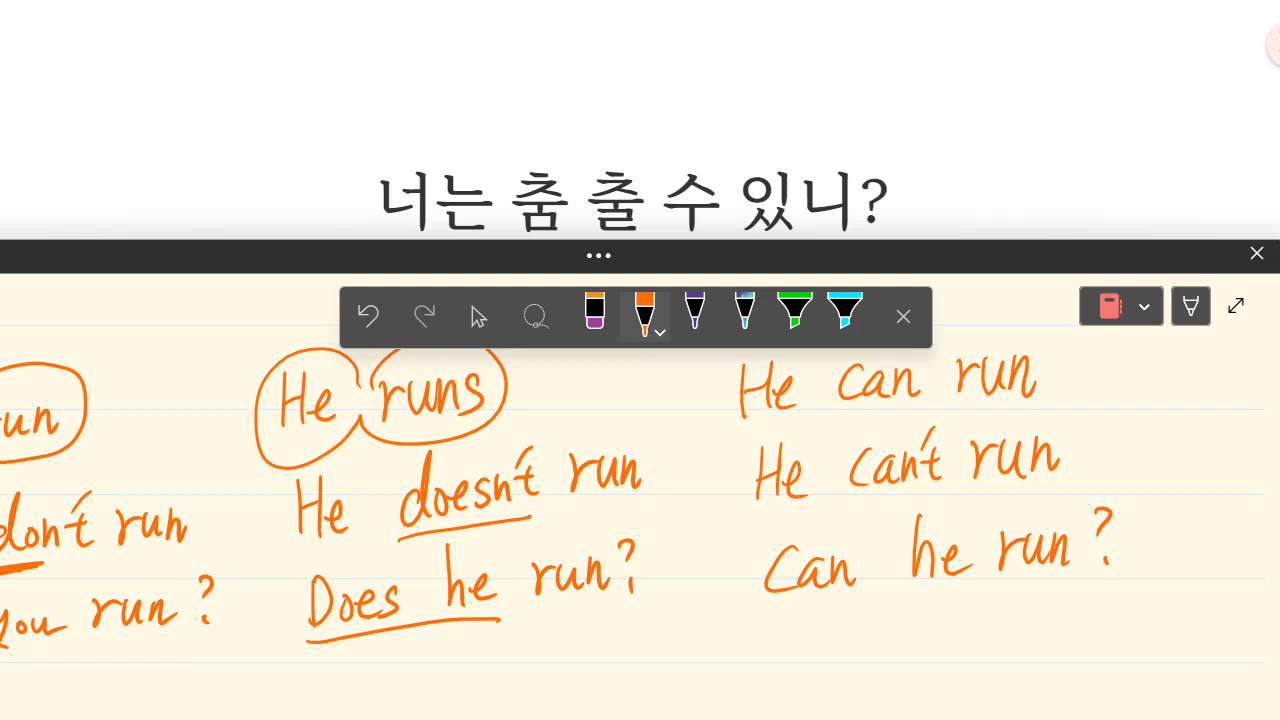 너는 춤 출 수 있니?
un He runs He can run
don't run He doesn't run He can't run
you run? Does he run? Can he run?